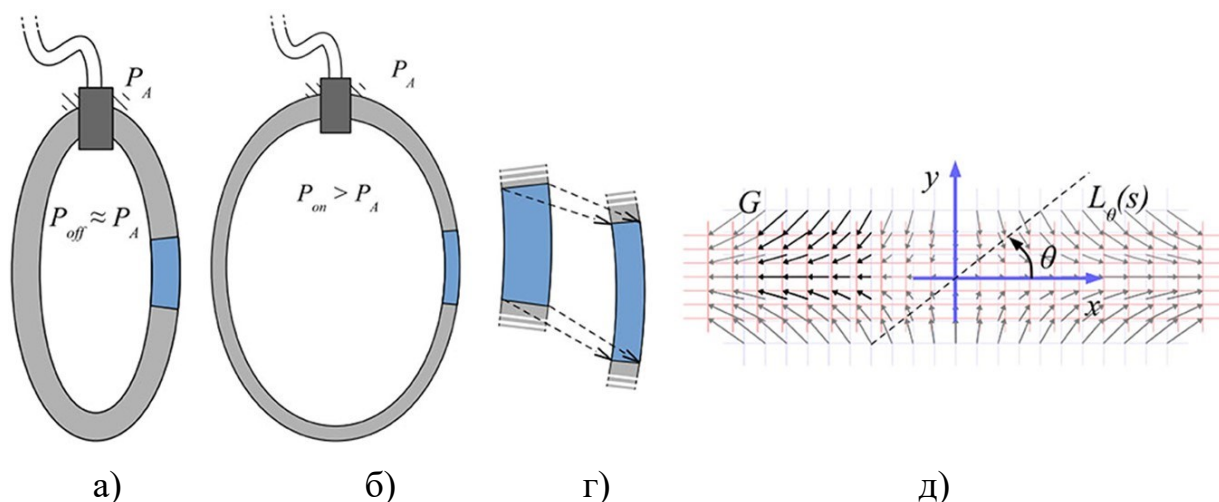 P_A
P_off ≈ P_A
P_A
P_on > P_A
G
y
L_θ(s)
θ
x
а) б) г) д)